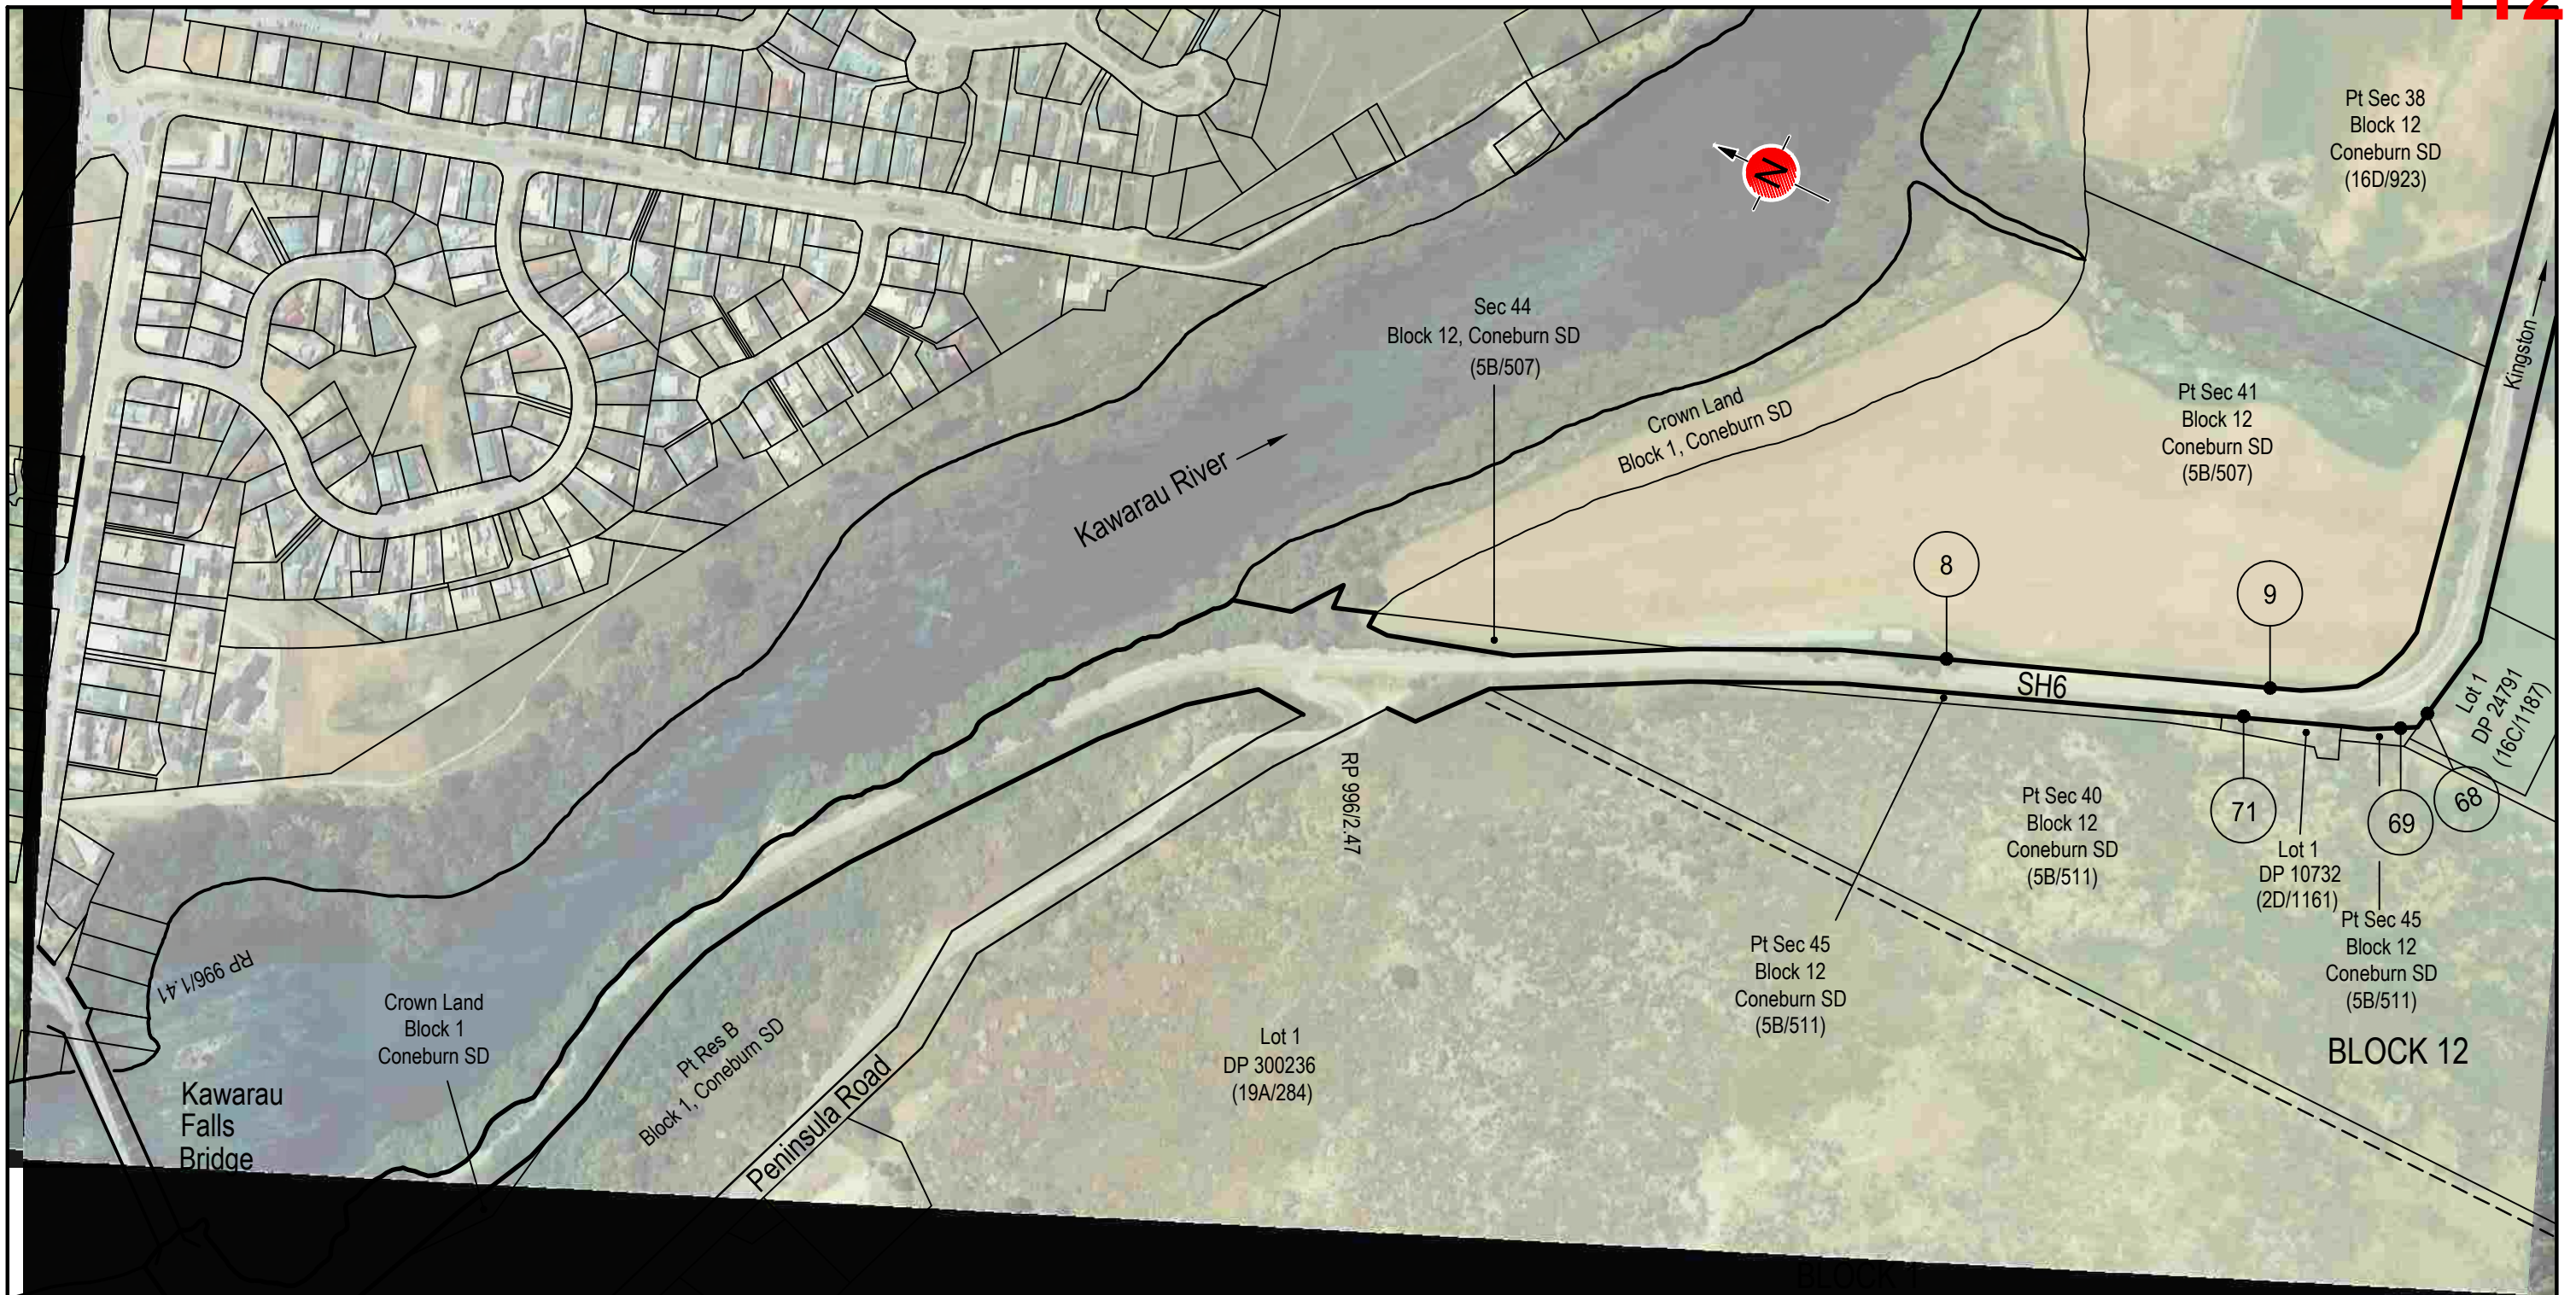 112
Pt Sec 38
Block 12
Coneburn SD
(16D/923)
N
Sec 44
Block 12, Coneburn SD
(5B/507)
Kingston
Crown Land
Block 1, Coneburn SD
Pt Sec 41
Block 12
Coneburn SD
(5B/507)
Kawarau River
8
9
SH6
Lot 1
DP 24791
(16C/1187)
RP 996/2.47
71
69
68
Pt Sec 40
Block 12
Coneburn SD
(5B/511)
Lot 1
DP 10732
(2D/1161)
Pt Sec 45
Block 12
Coneburn SD
(5B/511)
Pt Sec 45
Block 12
Coneburn SD
(5B/511)
BLOCK 12
RP 996/1.41
Crown Land
Block 1
Coneburn SD
Pt Res B
Block 1, Coneburn SD
Lot 1
DP 300236
(19A/284)
Kawarau
Falls
Bridge
Peninsula Road
BLOCK 1